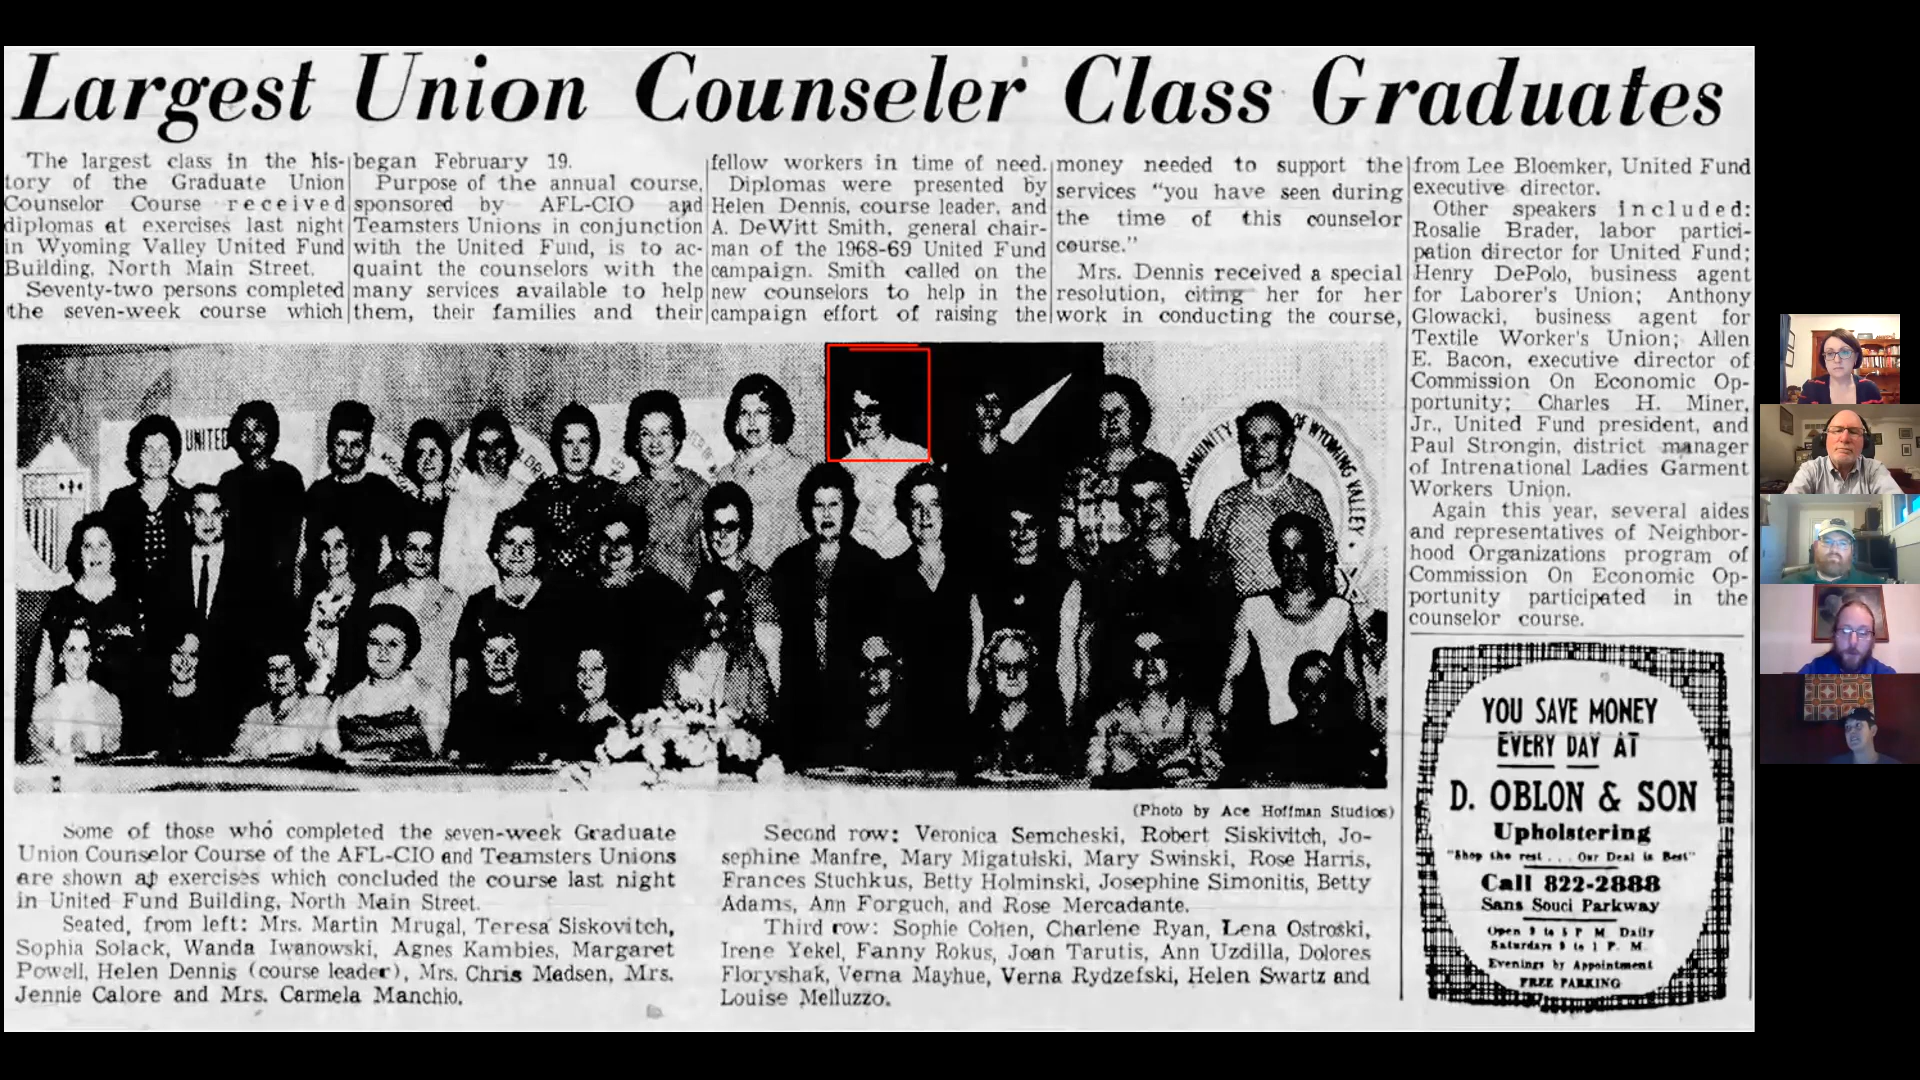 Largest Union Counseler Class Graduates
The largest class in the his-
tory of the Graduate Union
Counselor Course received
diplomas at exercises last night
in Wyoming Valley United Fund
Building, North Main Street.
Seventy-two persons completed
the seven-week course which
began February 19.
Purpose of the annual course,
sponsored by AFL-CIO and
Teamsters Unions in conjunction
with the United Fund, is to ac-
quaint the counselors with the
many services available to help
them, their families and their
fellow workers in time of need.
Diplomas were presented by
Helen Dennis, course leader, and
A. DeWitt Smith, general chair-
man of the 1968-69 United Fund
campaign. Smith called on the
new counselors to help in the
campaign effort of raising the
money needed to support the
services "you have seen during
the time of this counselor
course."
Mrs. Dennis received a special
resolution, citing her for her
work in conducting the course,
from Lee Bloemker, United Fund
executive director.
Other speakers included:
Rosalie Brader, labor partici-
pation director for United Fund;
Henry DePolo, business agent
for Laborer's Union; Anthony
Glowacki, business agent for
Textile Worker's Union; Allen
E. Bacon, executive director of
Commission On Economic Op-
portunity; Charles H. Miner,
Jr., United Fund president, and
Paul Strongin, district manager
of Intrenational Ladies Garment
Workers Union.
Again this year, several aides
and representatives of Neighbor-
hood Organizations program of
Commission On Economic Op-
portunity participated in the
counselor course.
UNITED
COMMUNITY
OF WYOMING VALLEY
(Photo by Ace Hoffman Studios)
Some of those who completed the seven-week Graduate
Union Counselor Course of the AFL-CIO and Teamsters Unions
are shown at exercises which concluded the course last night
in United Fund Building, North Main Street.
Seated, from left: Mrs. Martin Mrugal, Teresa Siskovitch,
Sophia Solack, Wanda Iwanowski, Agnes Kambies, Margaret
Powell, Helen Dennis (course leader), Mrs. Chris Madsen, Mrs.
Jennie Calore and Mrs. Carmela Manchio.
Second row: Veronica Semcheski, Robert Siskivitch, Jo-
sephine Manfre, Mary Migatulski, Mary Swinski, Rose Harris,
Frances Stuchkus, Betty Holminski, Josephine Simonitis, Betty
Adams, Ann Forguch, and Rose Mercadante.
Third row: Sophie Cohen, Charlene Ryan, Lena Ostroski,
Irene Yekel, Fanny Rokus, Joan Tarutis, Ann Uzdilla, Dolores
Floryshak, Verna Mayhue, Verna Rydzefski, Helen Swartz and
Louise Melluzzo.
YOU SAVE MONEY
EVERY DAY AT
D. OBLON & SON
Upholstering
"Shop the rest . . . Our Deal is Best"
Call 822-2888
Sans Souci Parkway
Open 9 to 5 P. M. Daily
Saturdays 9 to 1 P. M.
Evenings by Appointment
FREE PARKING